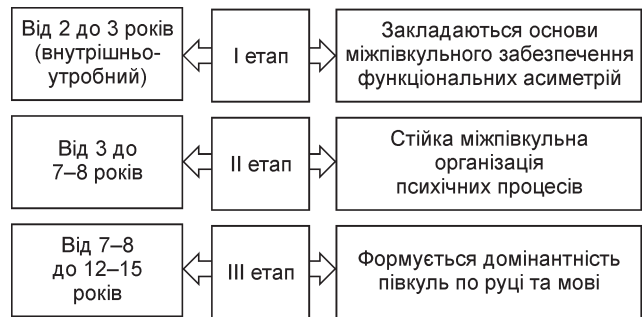 Від 2 до 3 років
(внутрішньо-
утробний)
I етап
Закладаються основи
міжпівкульного забезпечення
функціональних асиметрій
Від 3 до
7–8 років
II етап
Стійка міжпівкульна
організація
психічних процесів
Від 7–8
до 12–15
років
III етап
Формується домінантність
півкуль по руці та мові